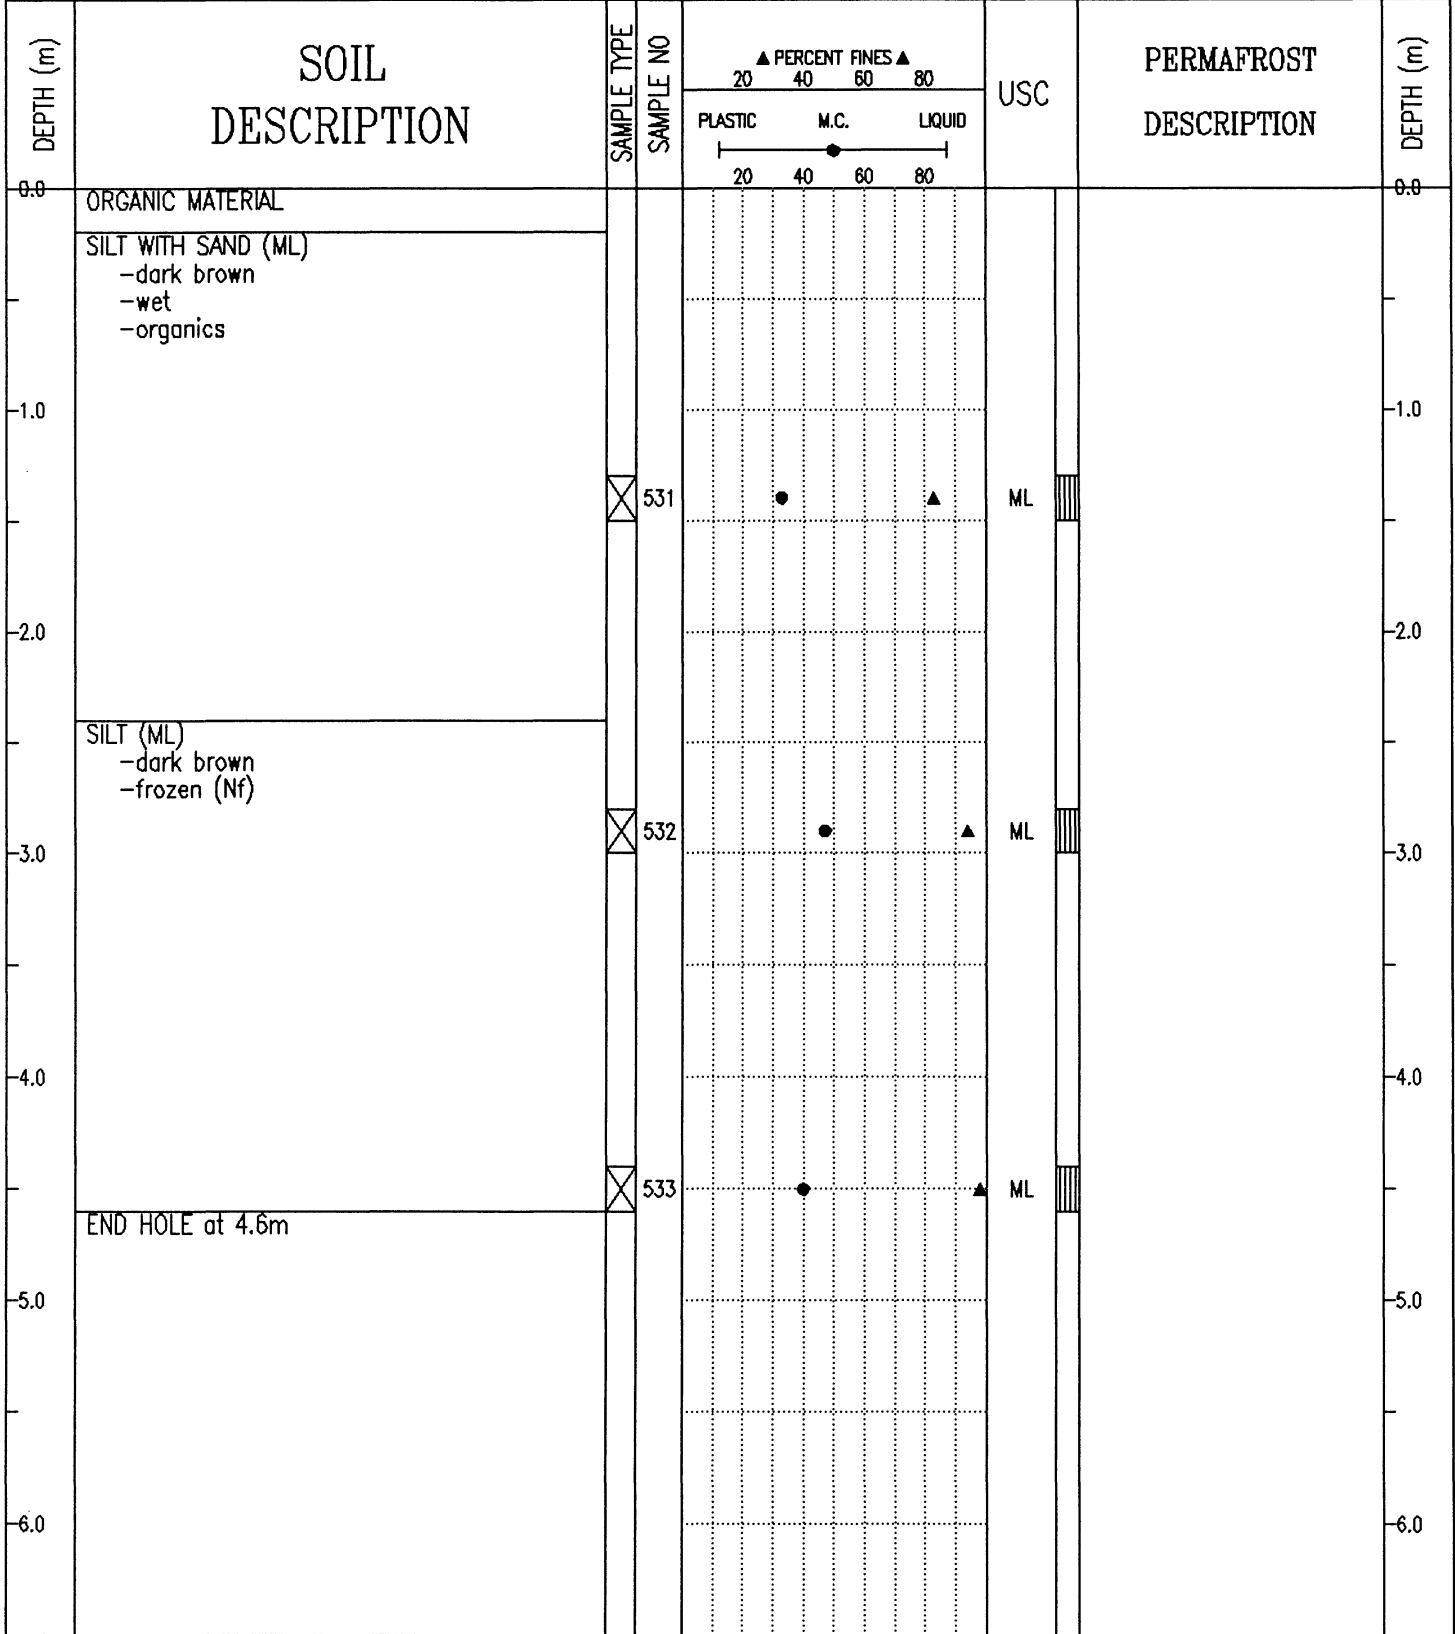 DEPTH (m)
SOIL
DESCRIPTION
SAMPLE TYPE
SAMPLE NO
▲ PERCENT FINES ▲
20 40 60 80
PLASTIC M.C. LIQUID
20 40 60 80
USC
PERMAFROST
DESCRIPTION
DEPTH (m)
0.0 0.0
ORGANIC MATERIAL
SILT WITH SAND (ML)
-dark brown
-wet
-organics
-1.0 -1.0
531 ML
-2.0 -2.0
SILT (ML)
-dark brown
-frozen (Nf)
532 ML
-3.0 -3.0
-4.0 -4.0
533 ML
END HOLE at 4.6m
-5.0 -5.0
-6.0 -6.0